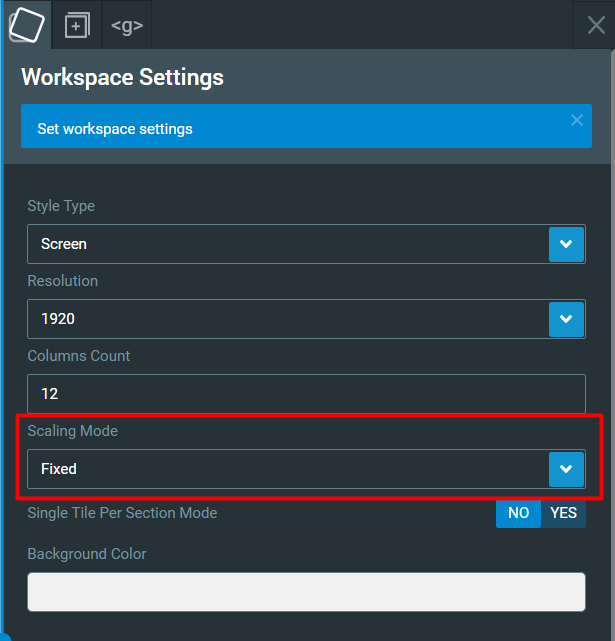 <g>
Workspace Settings
Set workspace settings
Style Type
Screen
Resolution
1920
Columns Count
12
Scaling Mode
Fixed
Single Tile Per Section Mode NO YES
Background Color